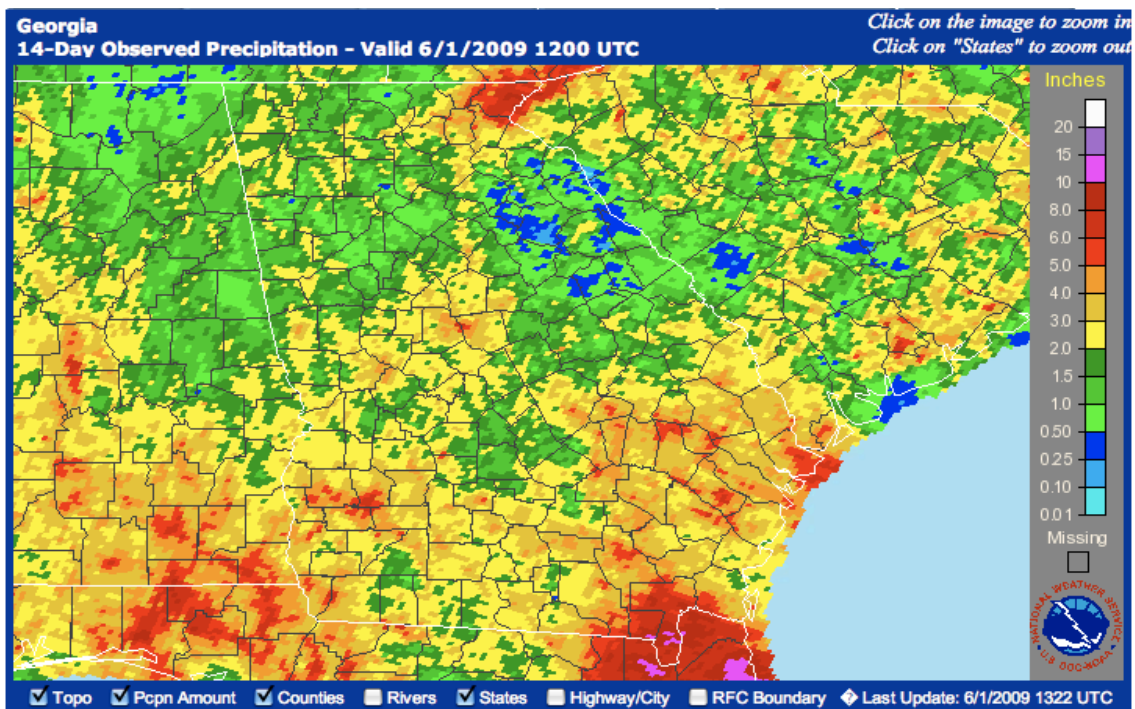 Georgia
14-Day Observed Precipitation - Valid 6/1/2009 1200 UTC
Click on the image to zoom in
Click on "States" to zoom out
Inches
20
15
10
8.0
6.0
5.0
4.0
3.0
2.0
1.5
1.0
0.50
0.25
0.10
0.01
Missing
NATIONAL WEATHER SERVICE
U.S DOC-NOAA
Topo Pcpn Amount Counties Rivers States Highway/City RFC Boundary � Last Update: 6/1/2009 1322 UTC